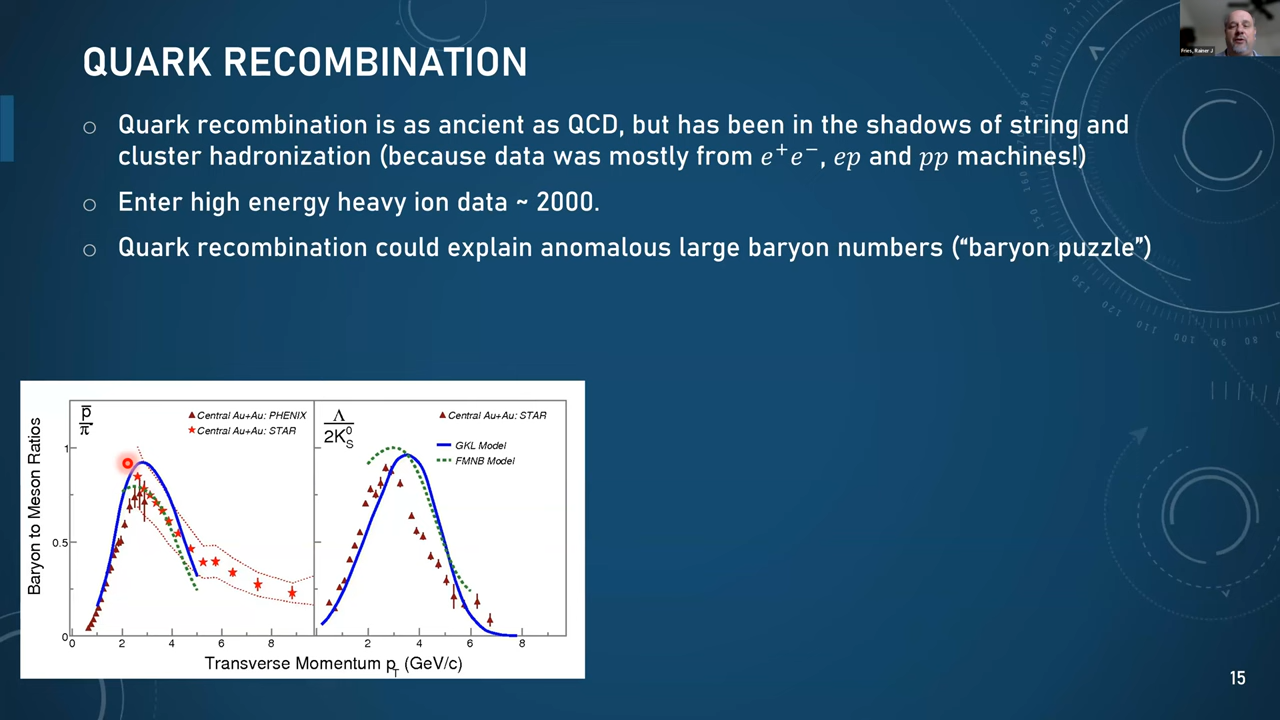 QUARK RECOMBINATION
Fries, Rainer J
Quark recombination is as ancient as QCD, but has been in the shadows of string and
cluster hadronization (because data was mostly from e⁺e⁻, ep and pp machines!)
Enter high energy heavy ion data ~ 2000.
Quark recombination could explain anomalous large baryon numbers (“baryon puzzle”)
Baryon to Meson Ratios
p̄
π⁻
Central Au+Au: PHENIX
Central Au+Au: STAR
Λ
2K⁰_S
Central Au+Au: STAR
GKL Model
FMNB Model
1
0.5
0
0 2 4 6 8 2 4 6 8
Transverse Momentum p_T (GeV/c)
15